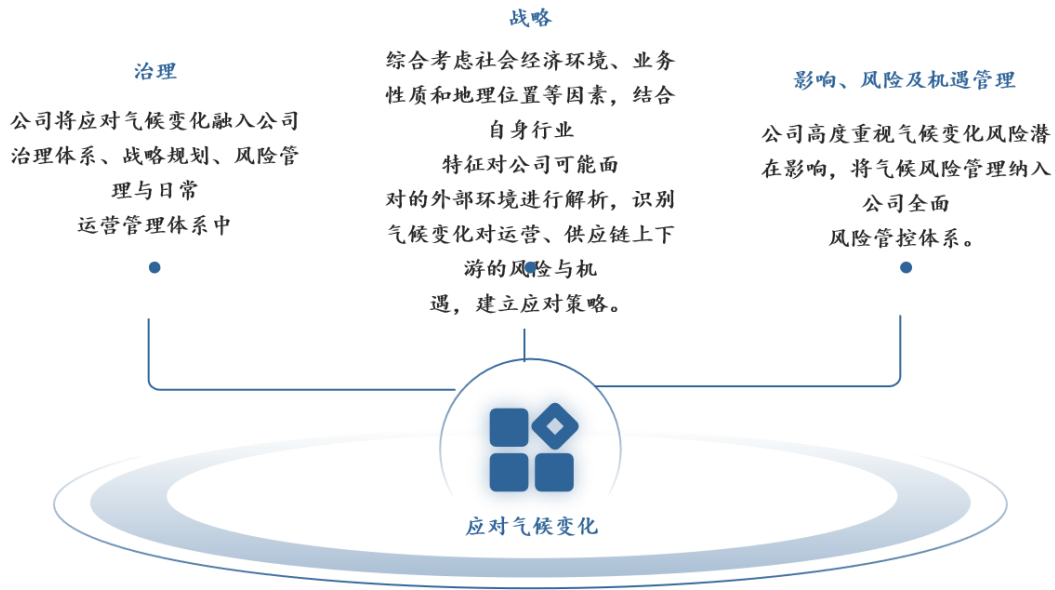 治理
公司将应对气候变化融入公司
治理体系、战略规划、风险管
理与日常
运营管理体系中
战略
综合考虑社会经济环境、业务
性质和地理位置等因素，结合
自身行业
特征对公司可能面
对的外部环境进行解析，识别
气候变化对运营、供应链上下
游的风险与机
遇，建立应对策略。
影响、风险及机遇管理
公司高度重视气候变化风险潜
在影响，将气候风险管理纳入
公司全面
风险管控体系。
应对气候变化